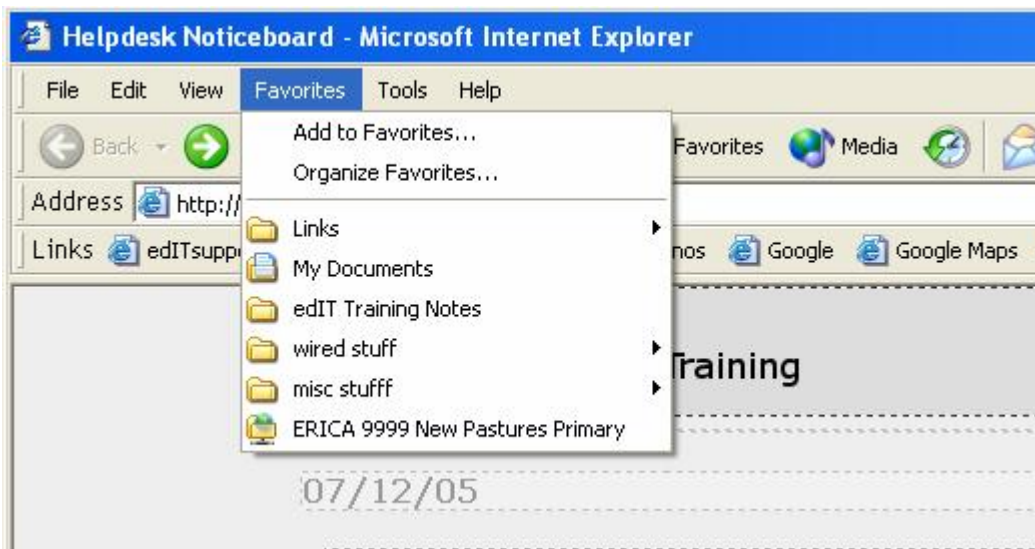 Helpdesk Noticeboard - Microsoft Internet Explorer
File Edit View Favorites Tools Help
Back Favorites Media
Add to Favorites...
Organize Favorites...
Address http://
Links edITsupp nos Google Google Maps
Links
My Documents
edIT Training Notes
wired stuff
misc stufff
ERICA 9999 New Pastures Primary
Training
07/12/05